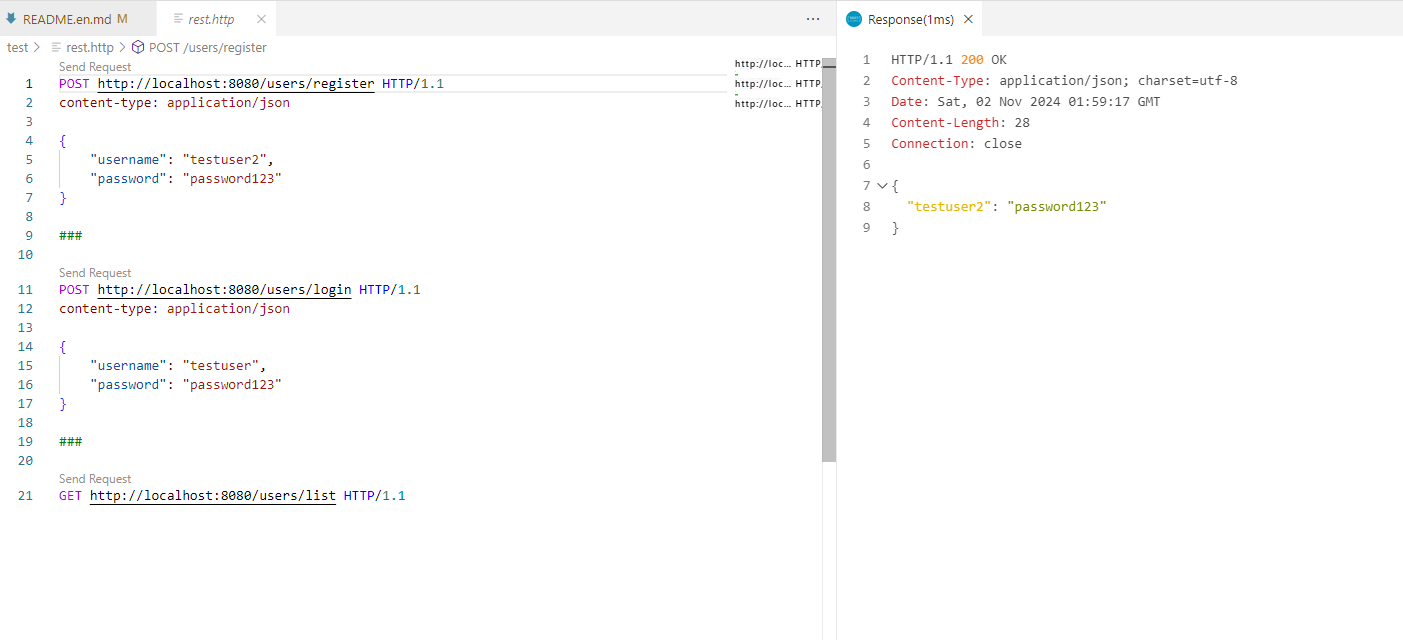 README.en.md M
rest.http
...
test > rest.http > POST /users/register
Send Request
1 POST http://localhost:8080/users/register HTTP/1.1
2 content-type: application/json
3
4 {
5 "username": "testuser2",
6 "password": "password123"
7 }
8
9 ###
10
Send Request
11 POST http://localhost:8080/users/login HTTP/1.1
12 content-type: application/json
13
14 {
15 "username": "testuser",
16 "password": "password123"
17 }
18
19 ###
20
Send Request
21 GET http://localhost:8080/users/list HTTP/1.1
http://loc... HTTP
http://loc... HTTP
http://loc... HTTP
Response(1ms)
1 HTTP/1.1 200 OK
2 Content-Type: application/json; charset=utf-8
3 Date: Sat, 02 Nov 2024 01:59:17 GMT
4 Content-Length: 28
5 Connection: close
6
7 {
8 "testuser2": "password123"
9 }